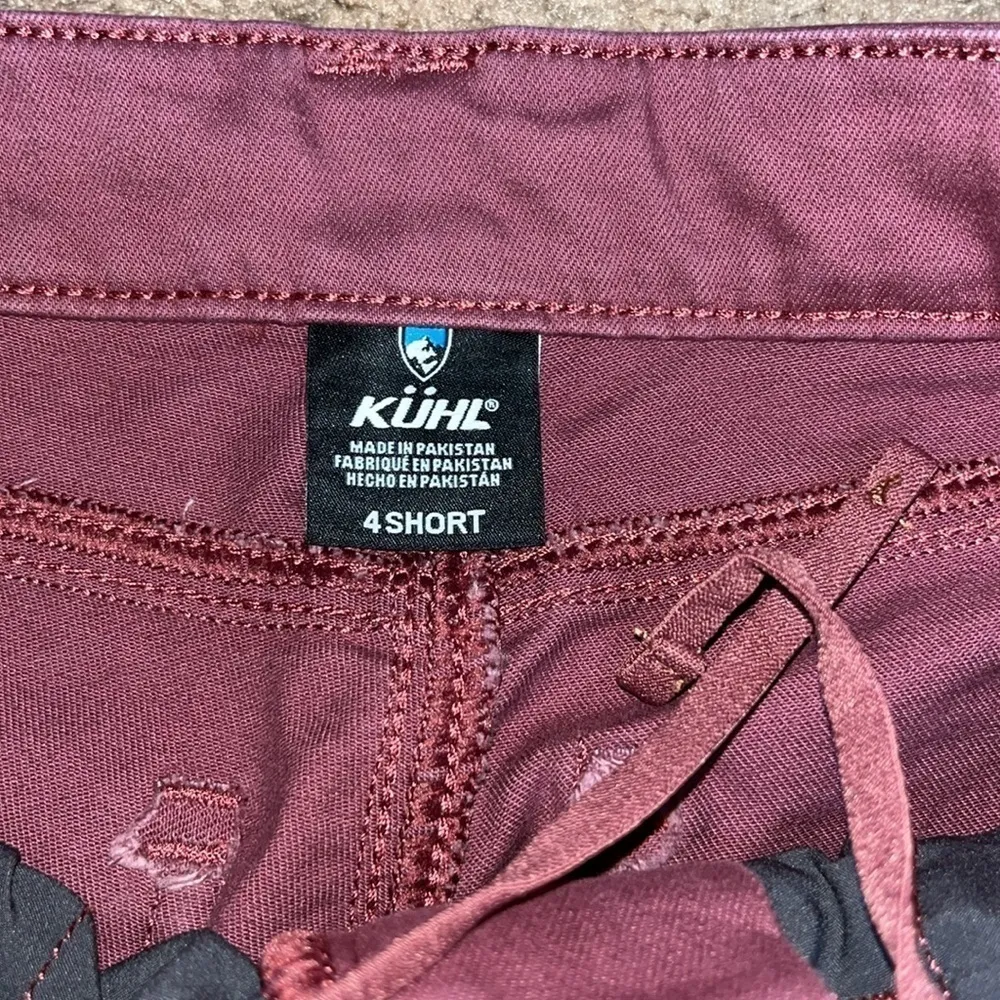 KÜHL®
MADE IN PAKISTAN
FABRIQUÉ EN PAKISTAN
HECHO EN PAKISTÁN
4 SHORT